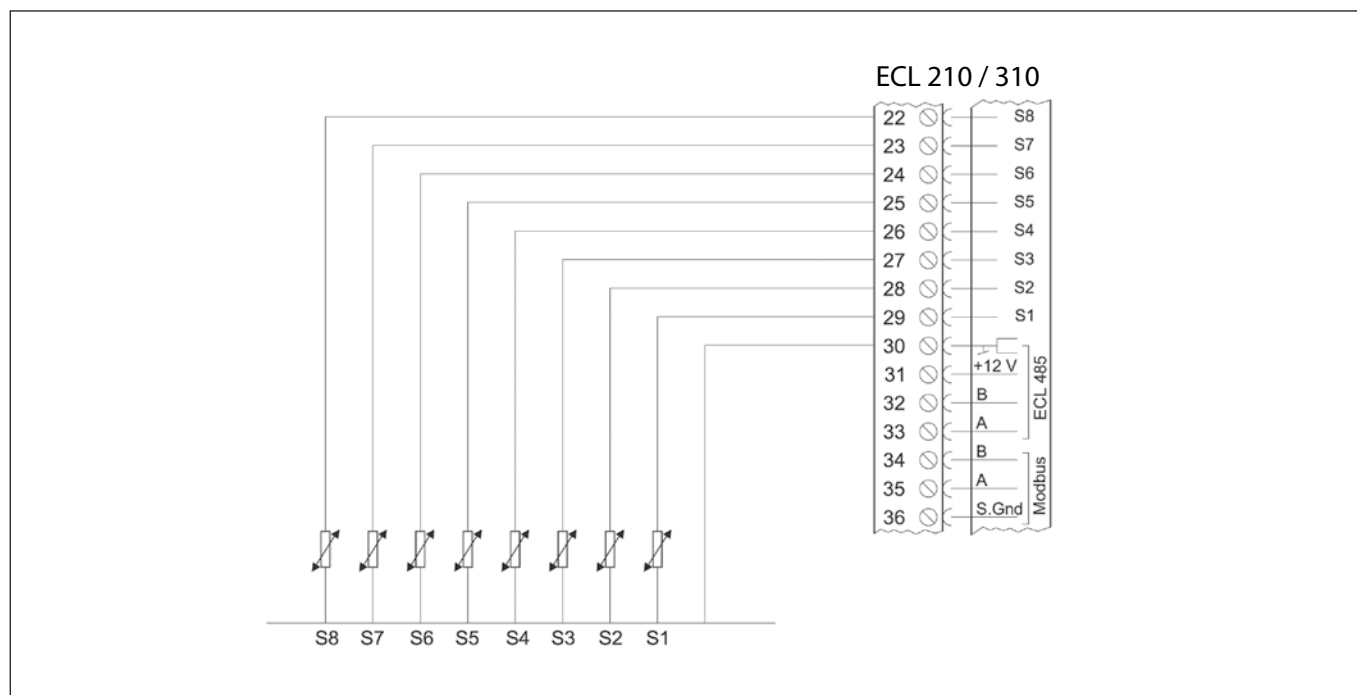 ECL 210 / 310
22 S8
23 S7
24 S6
25 S5
26 S4
27 S3
28 S2
29 S1
30
31 +12 V
32 B
33 A
ECL 485
34 B
35 A
36 S.Gnd
Modbus
S8 S7 S6 S5 S4 S3 S2 S1